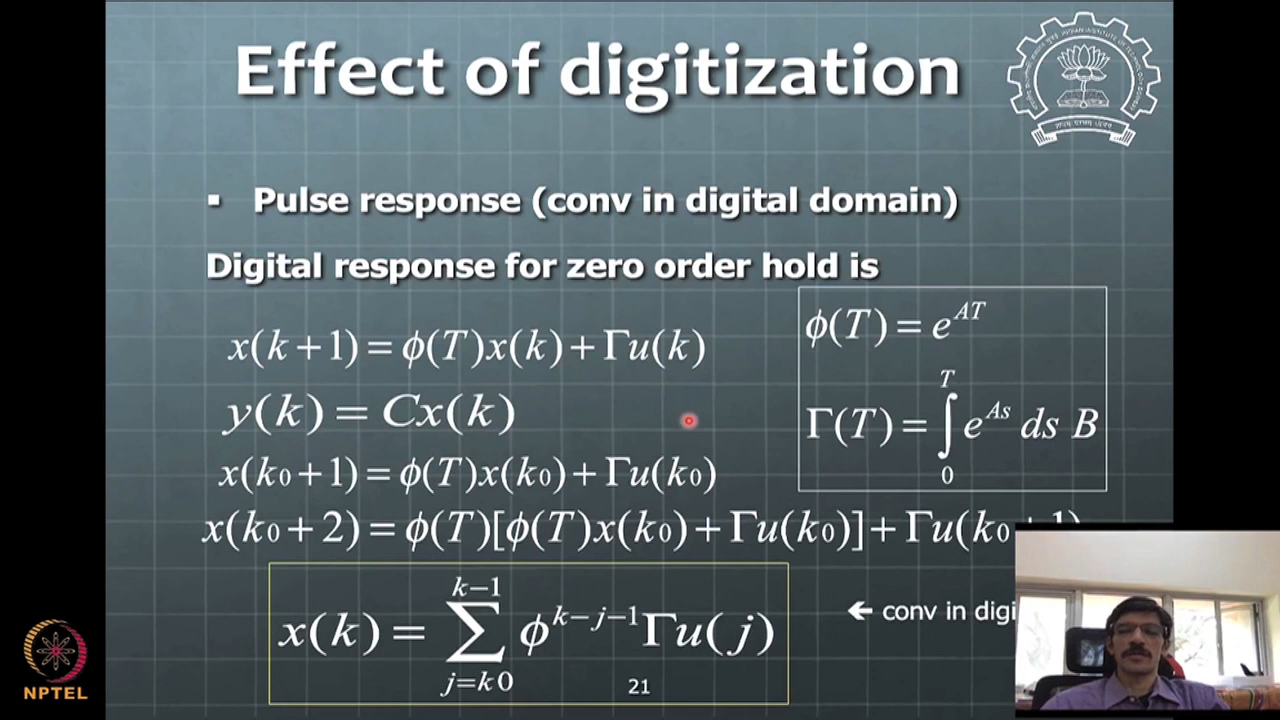 Effect of digitization
▪ Pulse response (conv in digital domain)
Digital response for zero order hold is
x(k+1)=ϕ(T)x(k)+Γu(k)
ϕ(T)=e^{AT}
y(k)=Cx(k)
Γ(T)=∫_0^T e^{As} ds B
x(k0+1)=ϕ(T)x(k0)+Γu(k0)
x(k0+2)=ϕ(T)[ϕ(T)x(k0)+Γu(k0)]+Γu(k0+1)
x(k)=∑_{j=k0}^{k−1} ϕ^{k−j−1}Γu(j)
← conv in digi
21
NPTEL